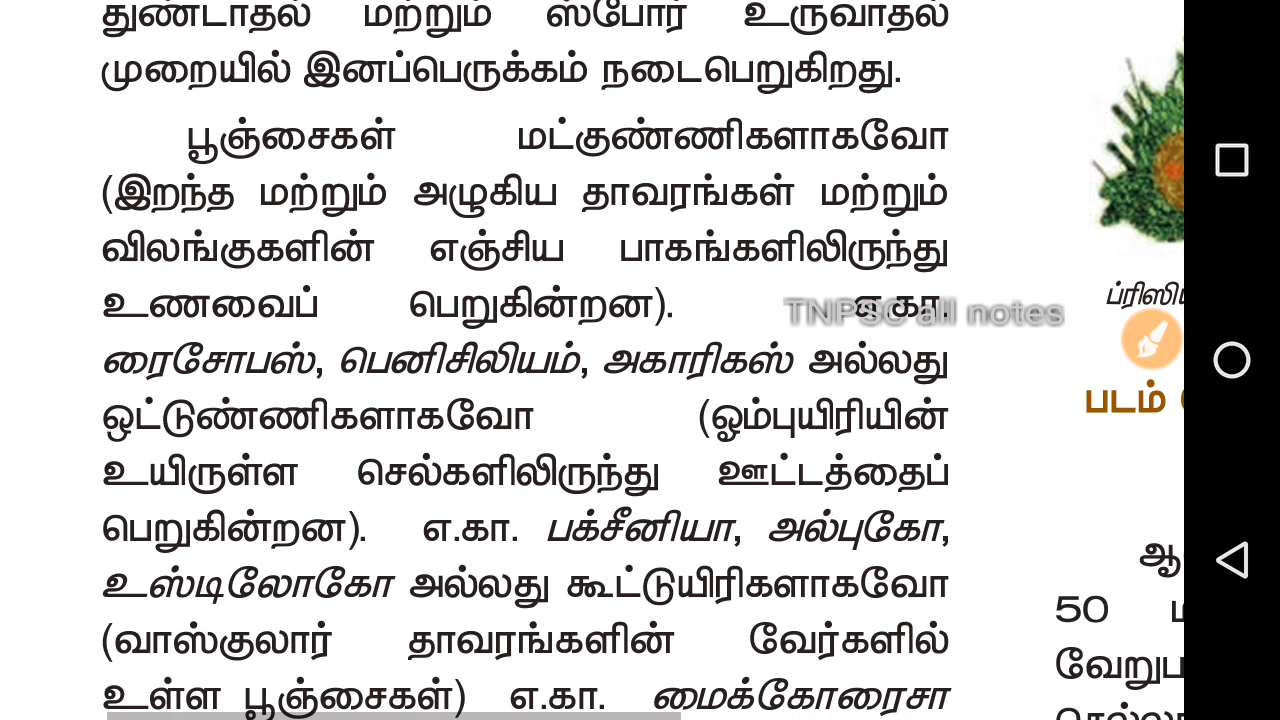 துண்டாதல் மற்றும் ஸ்போர் உருவாதல்
முறையில் இனப்பெருக்கம் நடைபெறுகிறது.
பூஞ்சைகள் மட்குண்ணிகளாகவோ
(இறந்த மற்றும் அழுகிய தாவரங்கள் மற்றும்
விலங்குகளின் எஞ்சிய பாகங்களிலிருந்து
உணவைப் பெறுகின்றன). எ.கா.
ரைசோபஸ், பெனிசிலியம், அகாரிகஸ் அல்லது
ஒட்டுண்ணிகளாகவோ (ஓம்புயிரியின்
உயிருள்ள செல்களிலிருந்து ஊட்டத்தைப்
பெறுகின்றன). எ.கா. பக்சீனியா, அல்புகோ,
உஸ்டிலோகோ அல்லது கூட்டுயிரிகளாகவோ
(வாஸ்குலார் தாவரங்களின் வேர்களில்
உள்ள பூஞ்சைகள்) எ.கா. மைக்கோரைசா
TNPSC all notes
படம்
50